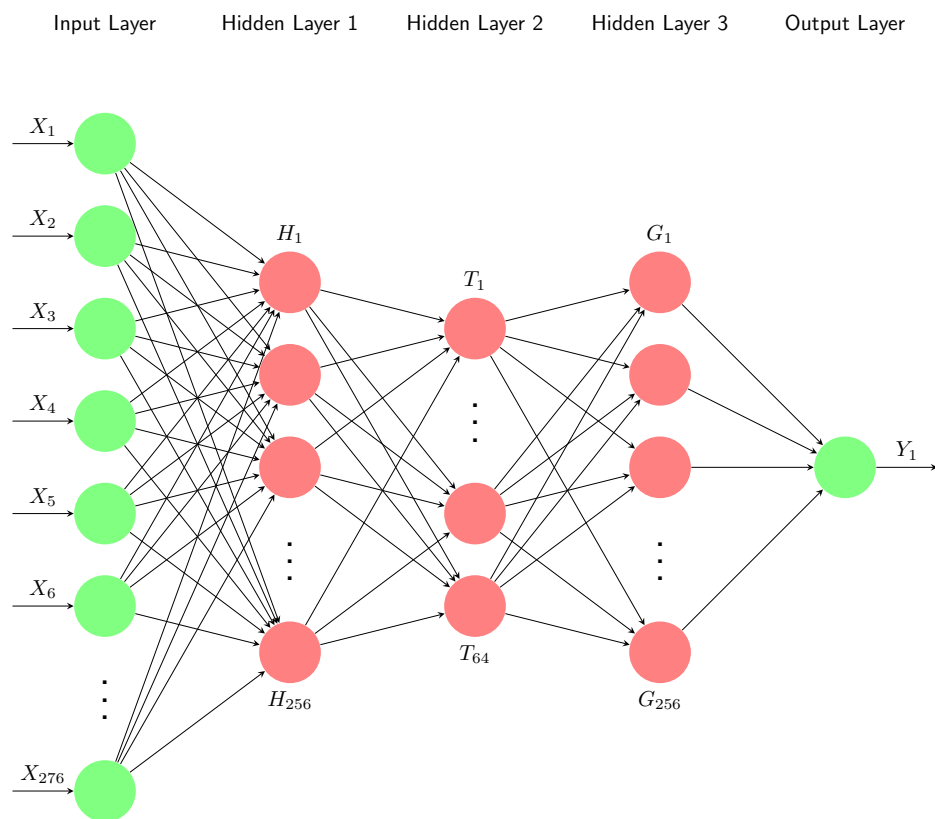 Input Layer
Hidden Layer 1
Hidden Layer 2
Hidden Layer 3
Output Layer
X₁
X₂
X₃
X₄
X₅
X₆
X₂₇₆
H₁
H₂₅₆
T₁
T₆₄
G₁
G₂₅₆
Y₁